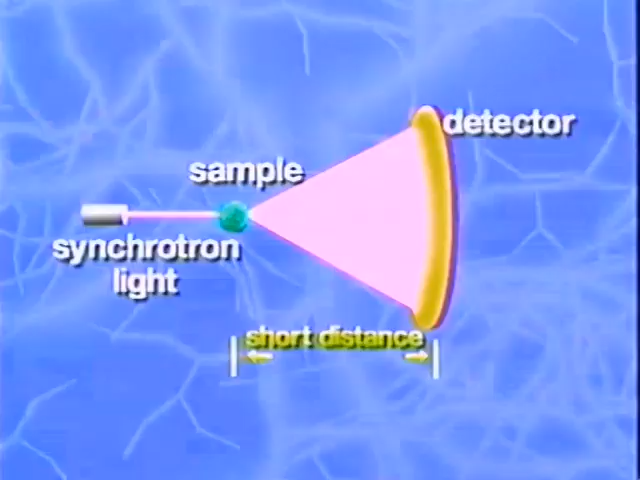 detector
sample
synchrotron
light
short distance